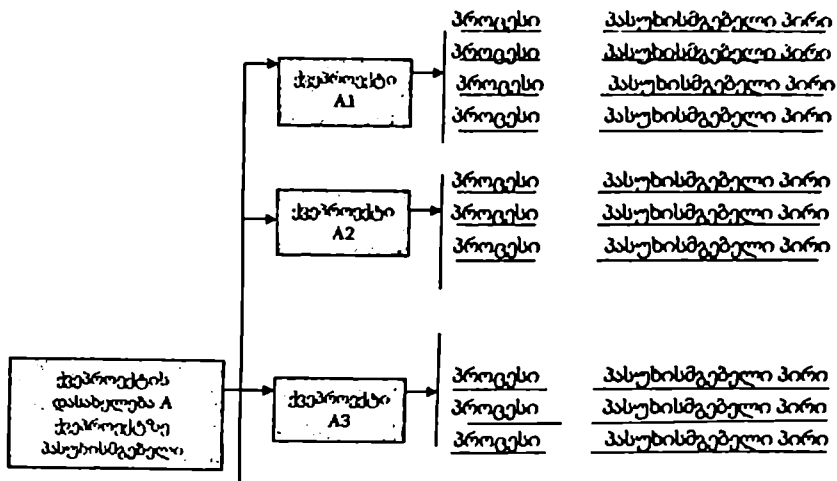 პროცესი პასუხისმგებელი პირი
პროცესი პასუხისმგებელი პირი
პროცესი პასუხისმგებელი პირი
პროცესი პასუხისმგებელი პირი
ქვეპროექტი
A1
პროცესი პასუხისმგებელი პირი
პროცესი პასუხისმგებელი პირი
პროცესი პასუხისმგებელი პირი
ქვეპროექტი
A2
პროცესი პასუხისმგებელი პირი
პროცესი პასუხისმგებელი პირი
პროცესი პასუხისმგებელი პირი
ქვეპროექტი
A3
ქვეპროექტის
დასახელება A
ქვეპროექტზე
პასუხისმგებელი